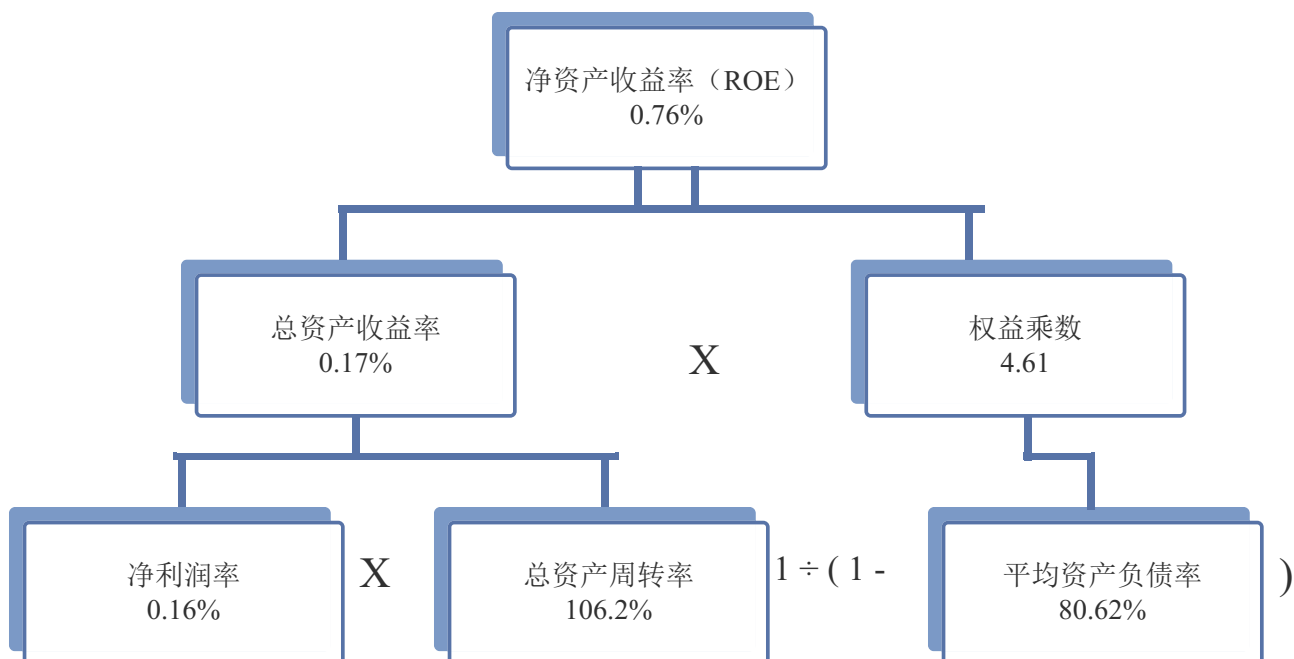 净资产收益率（ROE）
0.76%
总资产收益率
0.17%
X
权益乘数
4.61
净利润率
0.16%
X
总资产周转率
106.2%
1 ÷ ( 1 -
平均资产负债率
80.62%
)